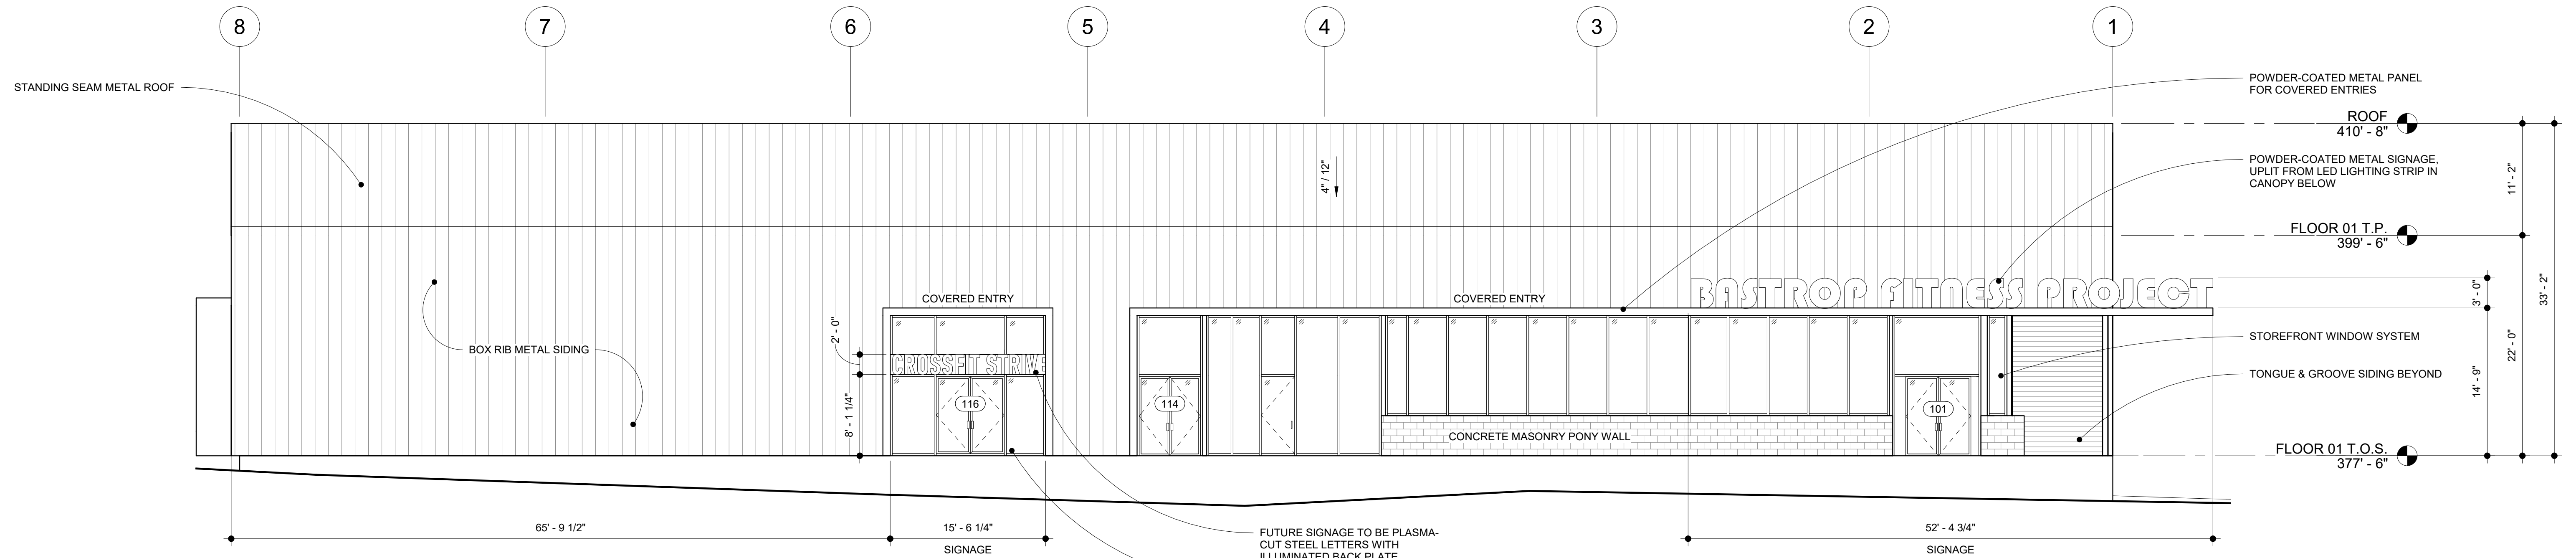 8
7
6
5
4
3
2
1
STANDING SEAM METAL ROOF
POWDER-COATED METAL PANEL
FOR COVERED ENTRIES
ROOF
410' - 8"
4" / 12"
POWDER-COATED METAL SIGNAGE,
UPLIT FROM LED LIGHTING STRIP IN
CANOPY BELOW
11' - 2"
FLOOR 01 T.P.
399' - 6"
BASTROP FITNESS PROJECT
COVERED ENTRY
COVERED ENTRY
3' - 0"
33' - 2"
2' - 0"
BOX RIB METAL SIDING
CROSSFIT STRIVE
STOREFRONT WINDOW SYSTEM
22' - 0"
TONGUE & GROOVE SIDING BEYOND
14' - 9"
8' - 1 1/4"
116
114
101
CONCRETE MASONRY PONY WALL
FLOOR 01 T.O.S.
377' - 6"
65' - 9 1/2"
15' - 6 1/4"
SIGNAGE
FUTURE SIGNAGE TO BE PLASMA-
CUT STEEL LETTERS WITH
ILLUMINATED BACK PLATE
52' - 4 3/4"
SIGNAGE